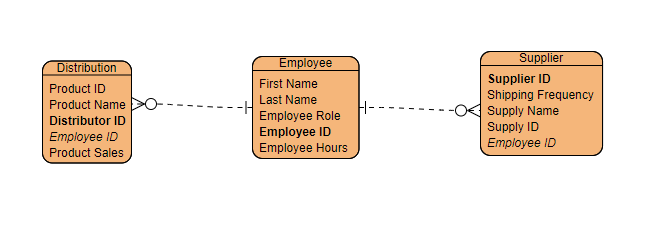 Distribution
Product ID
Product Name
Distributor ID
Employee ID
Product Sales
Employee
First Name
Last Name
Employee Role
Employee ID
Employee Hours
Supplier
Supplier ID
Shipping Frequency
Supply Name
Supply ID
Employee ID